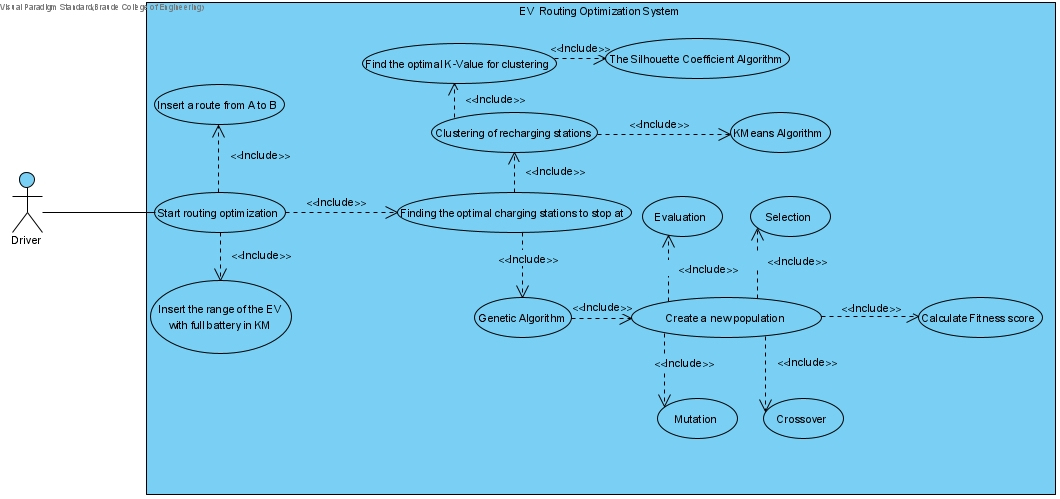 Visual Paradigm Standard(Braude College of Engineering)
EV Routing Optimization System
<<Include>>
Find the optimal K-Value for clustering
The Silhouette Coefficient Algorithm
Insert a route from A to B
<<Include>>
Clustering of recharging stations
<<Include>>
KMeans Algorithm
<<Include>>
<<Include>>
Start routing optimization
<<Include>>
Finding the optimal charging stations to stop at
Evaluation
Selection
Driver
<<Include>>
<<Include>>
<<Include>>
<<Include>>
Insert the range of the EV
with full battery in KM
Genetic Algorithm
<<Include>>
Create a new population
<<Include>>
Calculate Fitness score
<<Include>>
<<Include>>
Mutation
Crossover